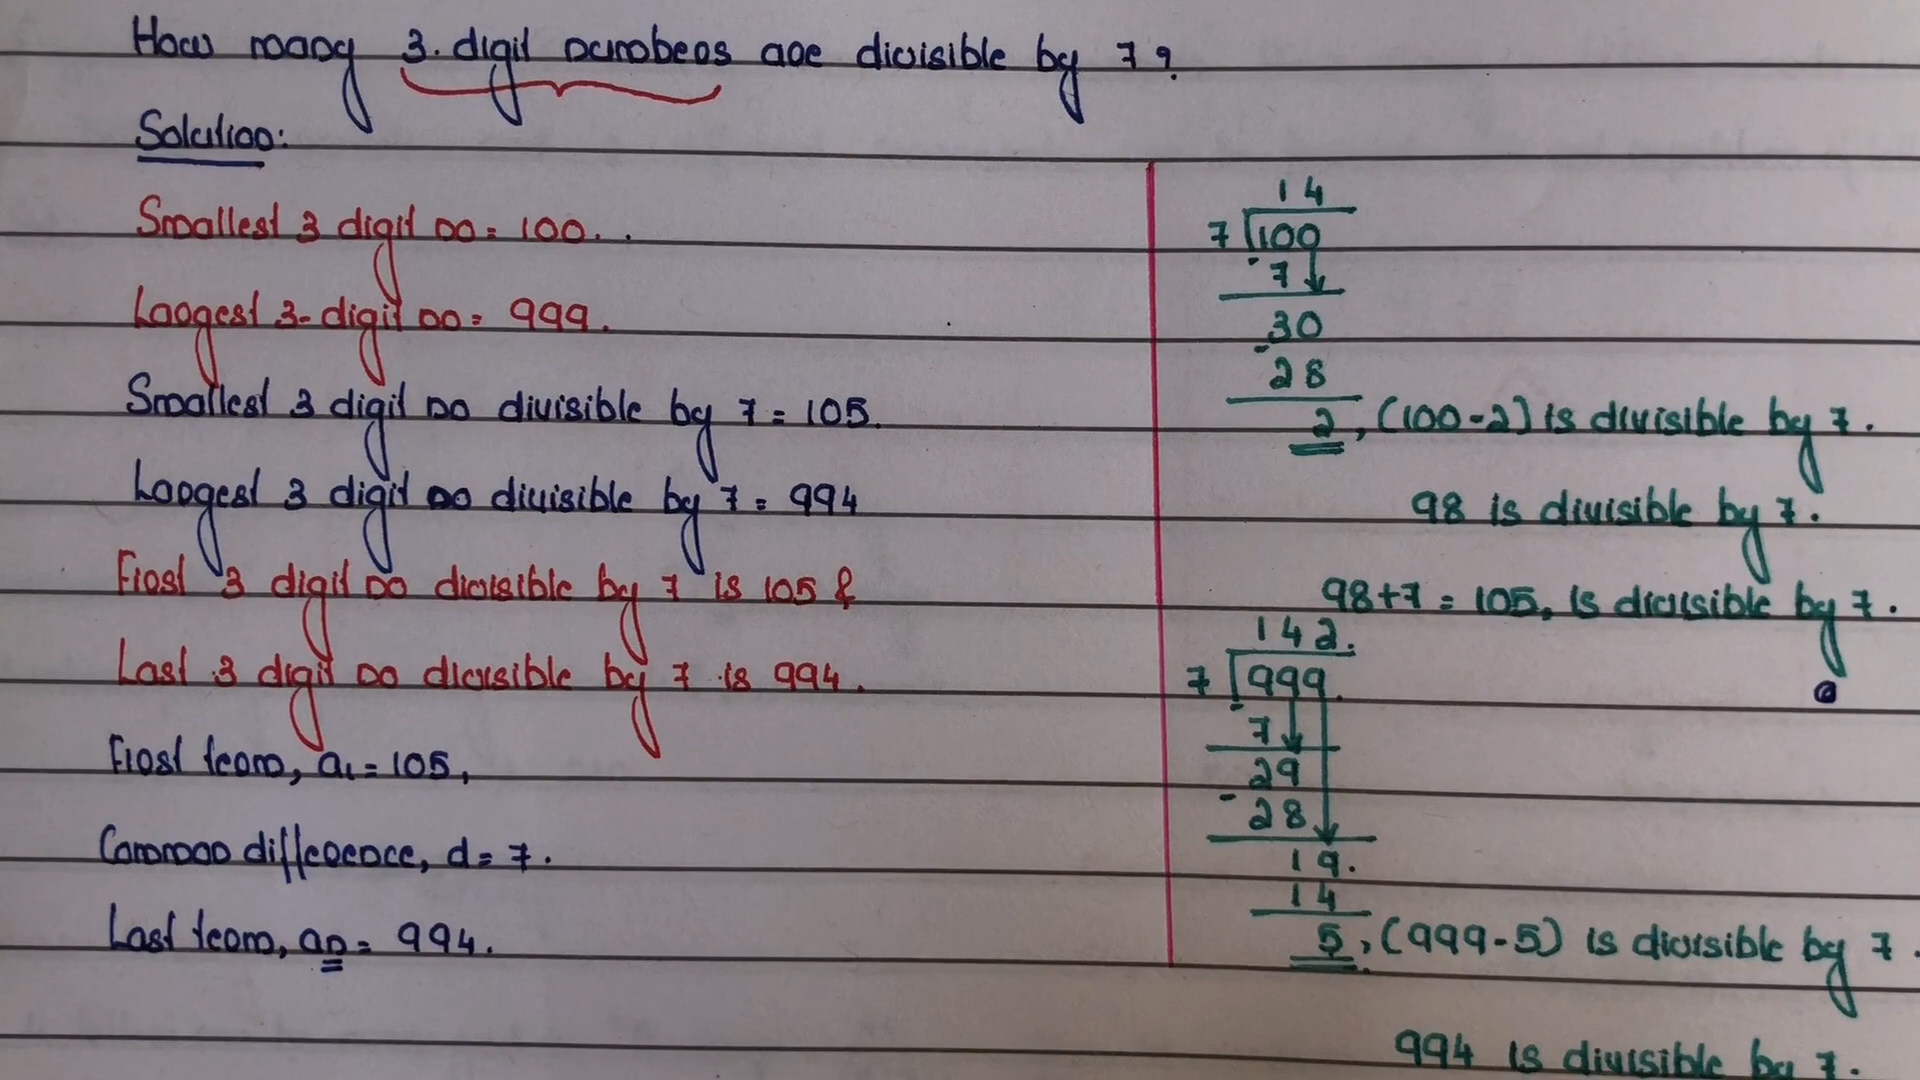 How many 3-digit numbers are divisible by 7?
Solution:
Smallest 3 digit no = 100.
Largest 3-digit no = 999.
Smallest 3 digit no divisible by 7 = 105.
Largest 3 digit no divisible by 7 = 994
First 3 digit no divisible by 7 is 105 &
Last 3 digit no divisible by 7 is 994.
First term, a₁ = 105,
Common difference, d = 7.
Last term, an = 994.
14
7 100
- 7
30
- 28
2, (100-2) is divisible by 7.
98 is divisible by 7.
98+7 = 105, is divisible by 7.
142.
7 999.
- 7
29
- 28
19.
14
5, (999-5) is divisible by 7.
994 is divisible by 7.